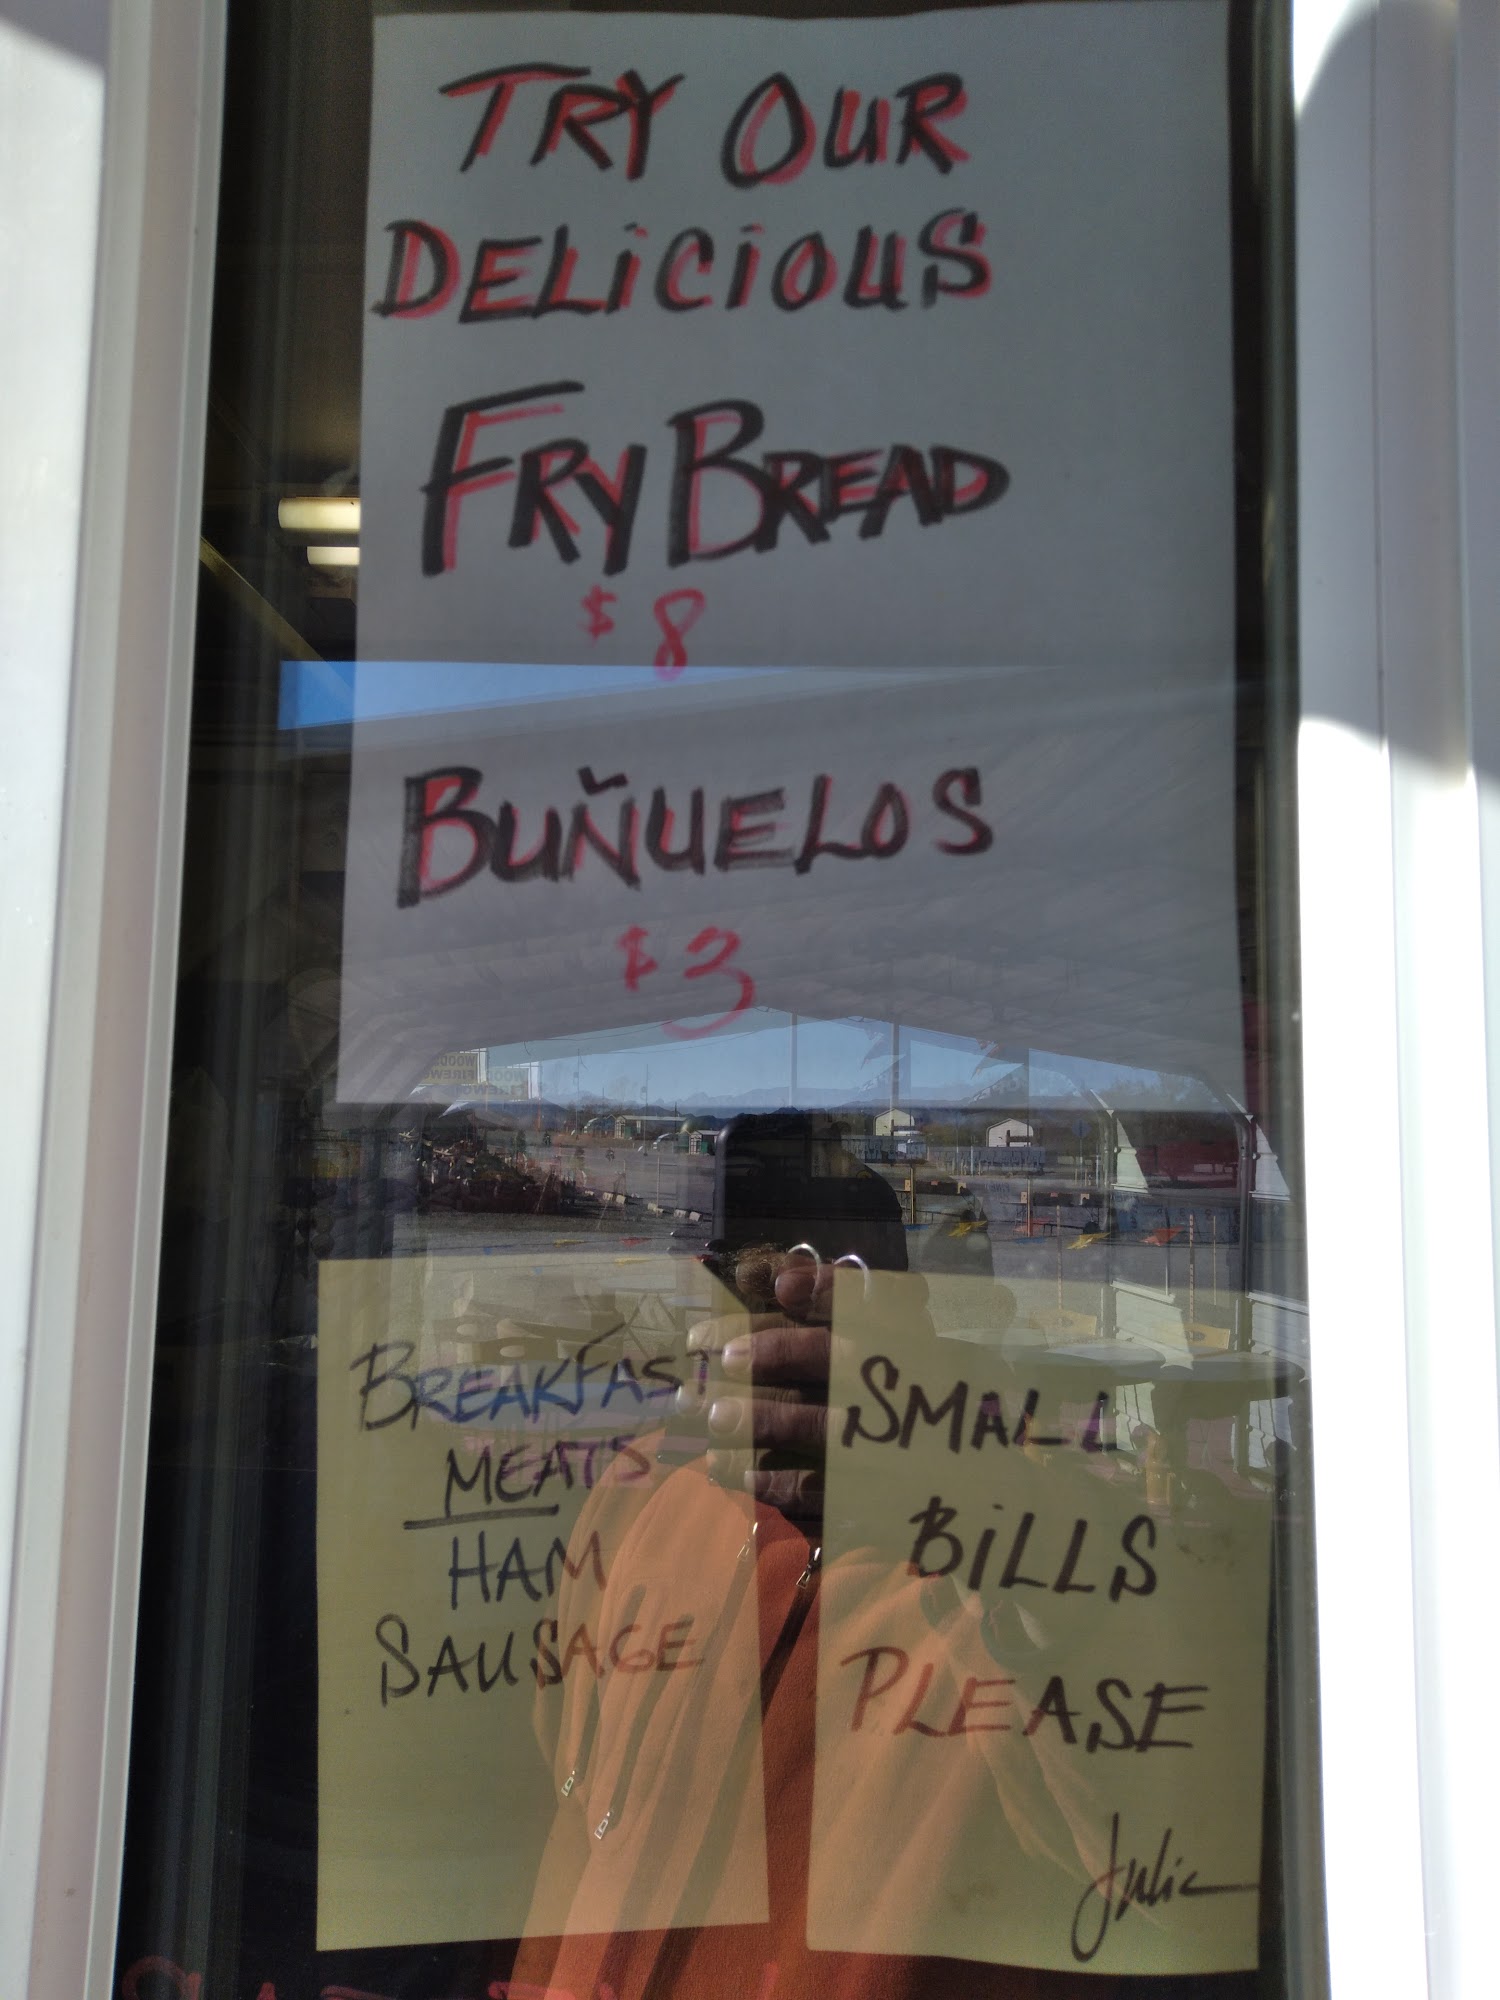 TRY OUR
DELiCiOUS
FRY BREAD
$8
BUÑUELOS
$3
BREAKFAST
MEATS
HAM
SAUSAGE
SMALL
BiLLS
PLEASE
Julie